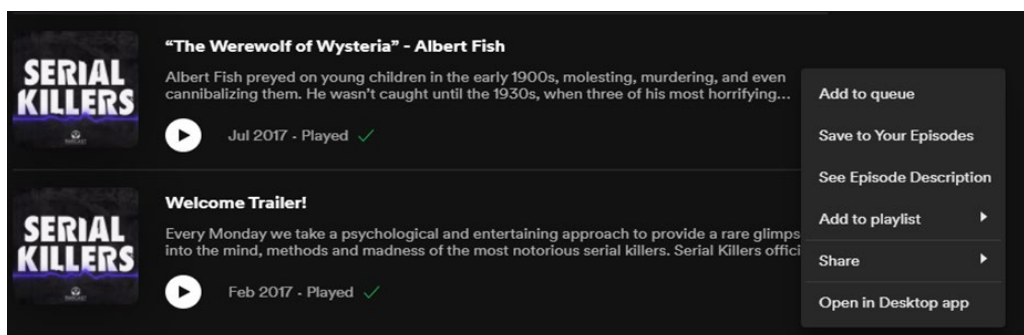 SERIAL
KILLERS
“The Werewolf of Wysteria” - Albert Fish
Albert Fish preyed on young children in the early 1900s, molesting, murdering, and even
cannibalizing them. He wasn’t caught until the 1930s, when three of his most horrifying...
Jul 2017 • Played
SERIAL
KILLERS
Welcome Trailer!
Every Monday we take a psychological and entertaining approach to provide a rare glimps
into the mind, methods and madness of the most notorious serial killers. Serial Killers offici
Feb 2017 • Played
Add to queue
Save to Your Episodes
See Episode Description
Add to playlist
Share
Open in Desktop app